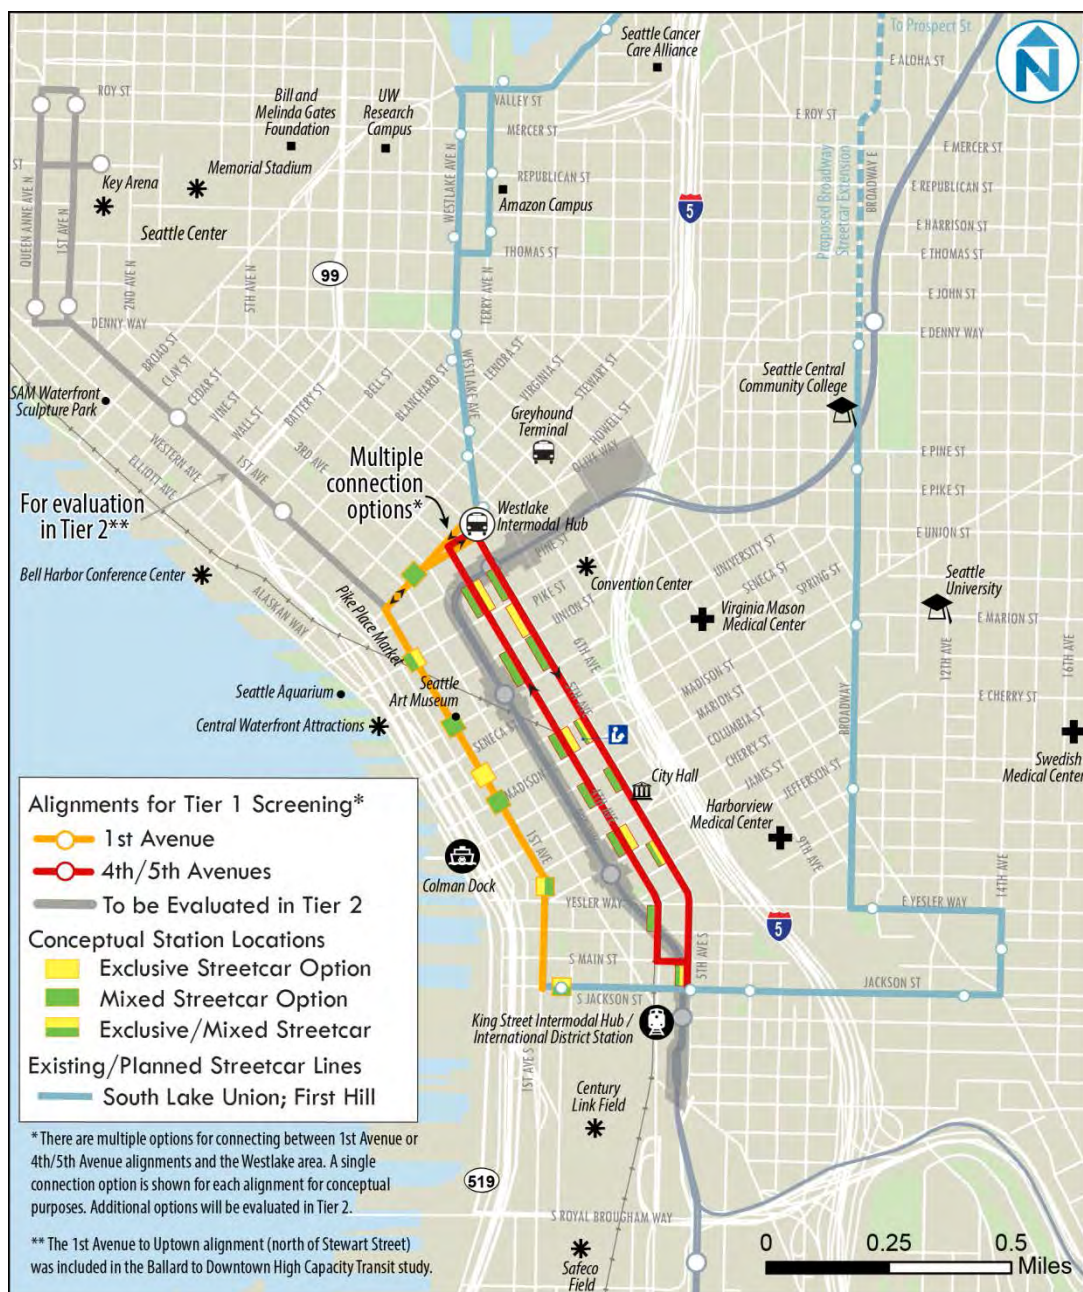 To Prospect St
Seattle Cancer
Care Alliance
N
E ALOHA ST
ROY ST
Bill and
Melinda Gates
Foundation
UW
Research
Campus
VALLEY ST
MERCER ST
E ROY ST
E MERCER ST
ST
Key Arena
Memorial Stadium
WESTLAKE AVE N
REPUBLICAN ST
Amazon Campus
5
BROADWAY E
E REPUBLICAN ST
QUEEN ANNE AVE N
1ST AVE N
Seattle Center
Proposed Broadway
Streetcar Extension
E HARRISON ST
THOMAS ST
E THOMAS ST
2ND AVE N
5TH AVE N
99
TERRY AVE N
E JOHN ST
DENNY WAY
E DENNY WAY
BROAD ST
CLAY ST
CEDAR ST
VINE ST
WALL ST
BATTERY ST
BELL ST
BLANCHARD ST
WESTLAKE AVE
LENORA ST
VIRGINIA ST
STEWART ST
HOWELL ST
OLIVE WAY
Seattle Central
Community College
SAM Waterfront
Sculpture Park
WESTERN AVE
ELLIOTT AVE
1ST AVE
3RD AVE
Greyhound
Terminal
E PINE ST
Multiple
connection
options*
For evaluation
in Tier 2**
Westlake
Intermodal Hub
E PIKE ST
E UNION ST
PINE ST
PIKE ST
UNION ST
Convention Center
UNIVERSITY ST
SENECA ST
SPRING ST
Bell Harbor Conference Center
ALASKAN WAY
Pike Place Market
Seattle
University
Virginia Mason
Medical Center
E MARION ST
6TH AVE
5TH AVE
12TH AVE
16TH AVE
Seattle Aquarium
Seattle
Art Museum
MADISON ST
MARION ST
COLUMBIA ST
CHERRY ST
JAMES ST
JEFFERSON ST
E CHERRY ST
Central Waterfront Attractions
SENECA ST
BROADWAY
Swedish
Medical Center
MADISON
City Hall
Harborview
Medical Center
4TH AVE
9TH AVE
1ST AVE
Colman Dock
14TH AVE
YESLER WAY
E YESLER WAY
5
S MAIN ST
5TH AVE S
S JACKSON ST
JACKSON ST
King Street Intermodal Hub /
International District Station
1ST AVE S
Century
Link Field
519
S ROYAL BROUGHAM WAY
Safeco
Field
Alignments for Tier 1 Screening*
1st Avenue
4th/5th Avenues
To be Evaluated in Tier 2
Conceptual Station Locations
Exclusive Streetcar Option
Mixed Streetcar Option
Exclusive/Mixed Streetcar
Existing/Planned Streetcar Lines
South Lake Union; First Hill
* There are multiple options for connecting between 1st Avenue or
4th/5th Avenue alignments and the Westlake area. A single
connection option is shown for each alignment for conceptual
purposes. Additional options will be evaluated in Tier 2.
** The 1st Avenue to Uptown alignment (north of Stewart Street)
was included in the Ballard to Downtown High Capacity Transit study.
0 0.25 0.5
Miles